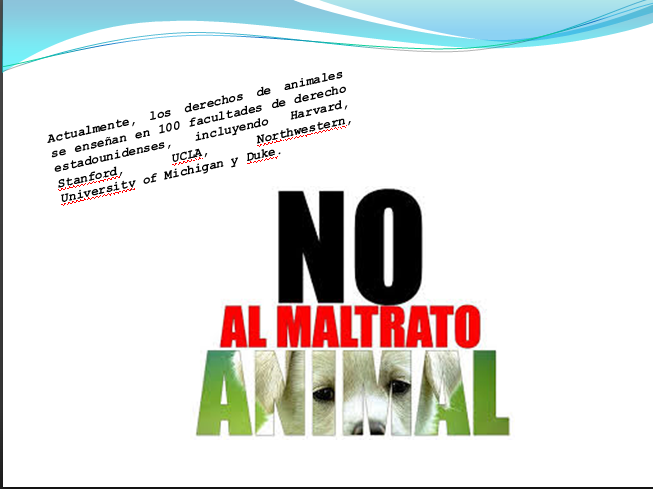 Actualmente, los derechos de animales
se enseñan en 100 facultades de derecho
estadounidenses, incluyendo Harvard,
Stanford, UCLA, Northwestern,
University of Michigan y Duke.
NO
AL MALTRATO
ANIMAL